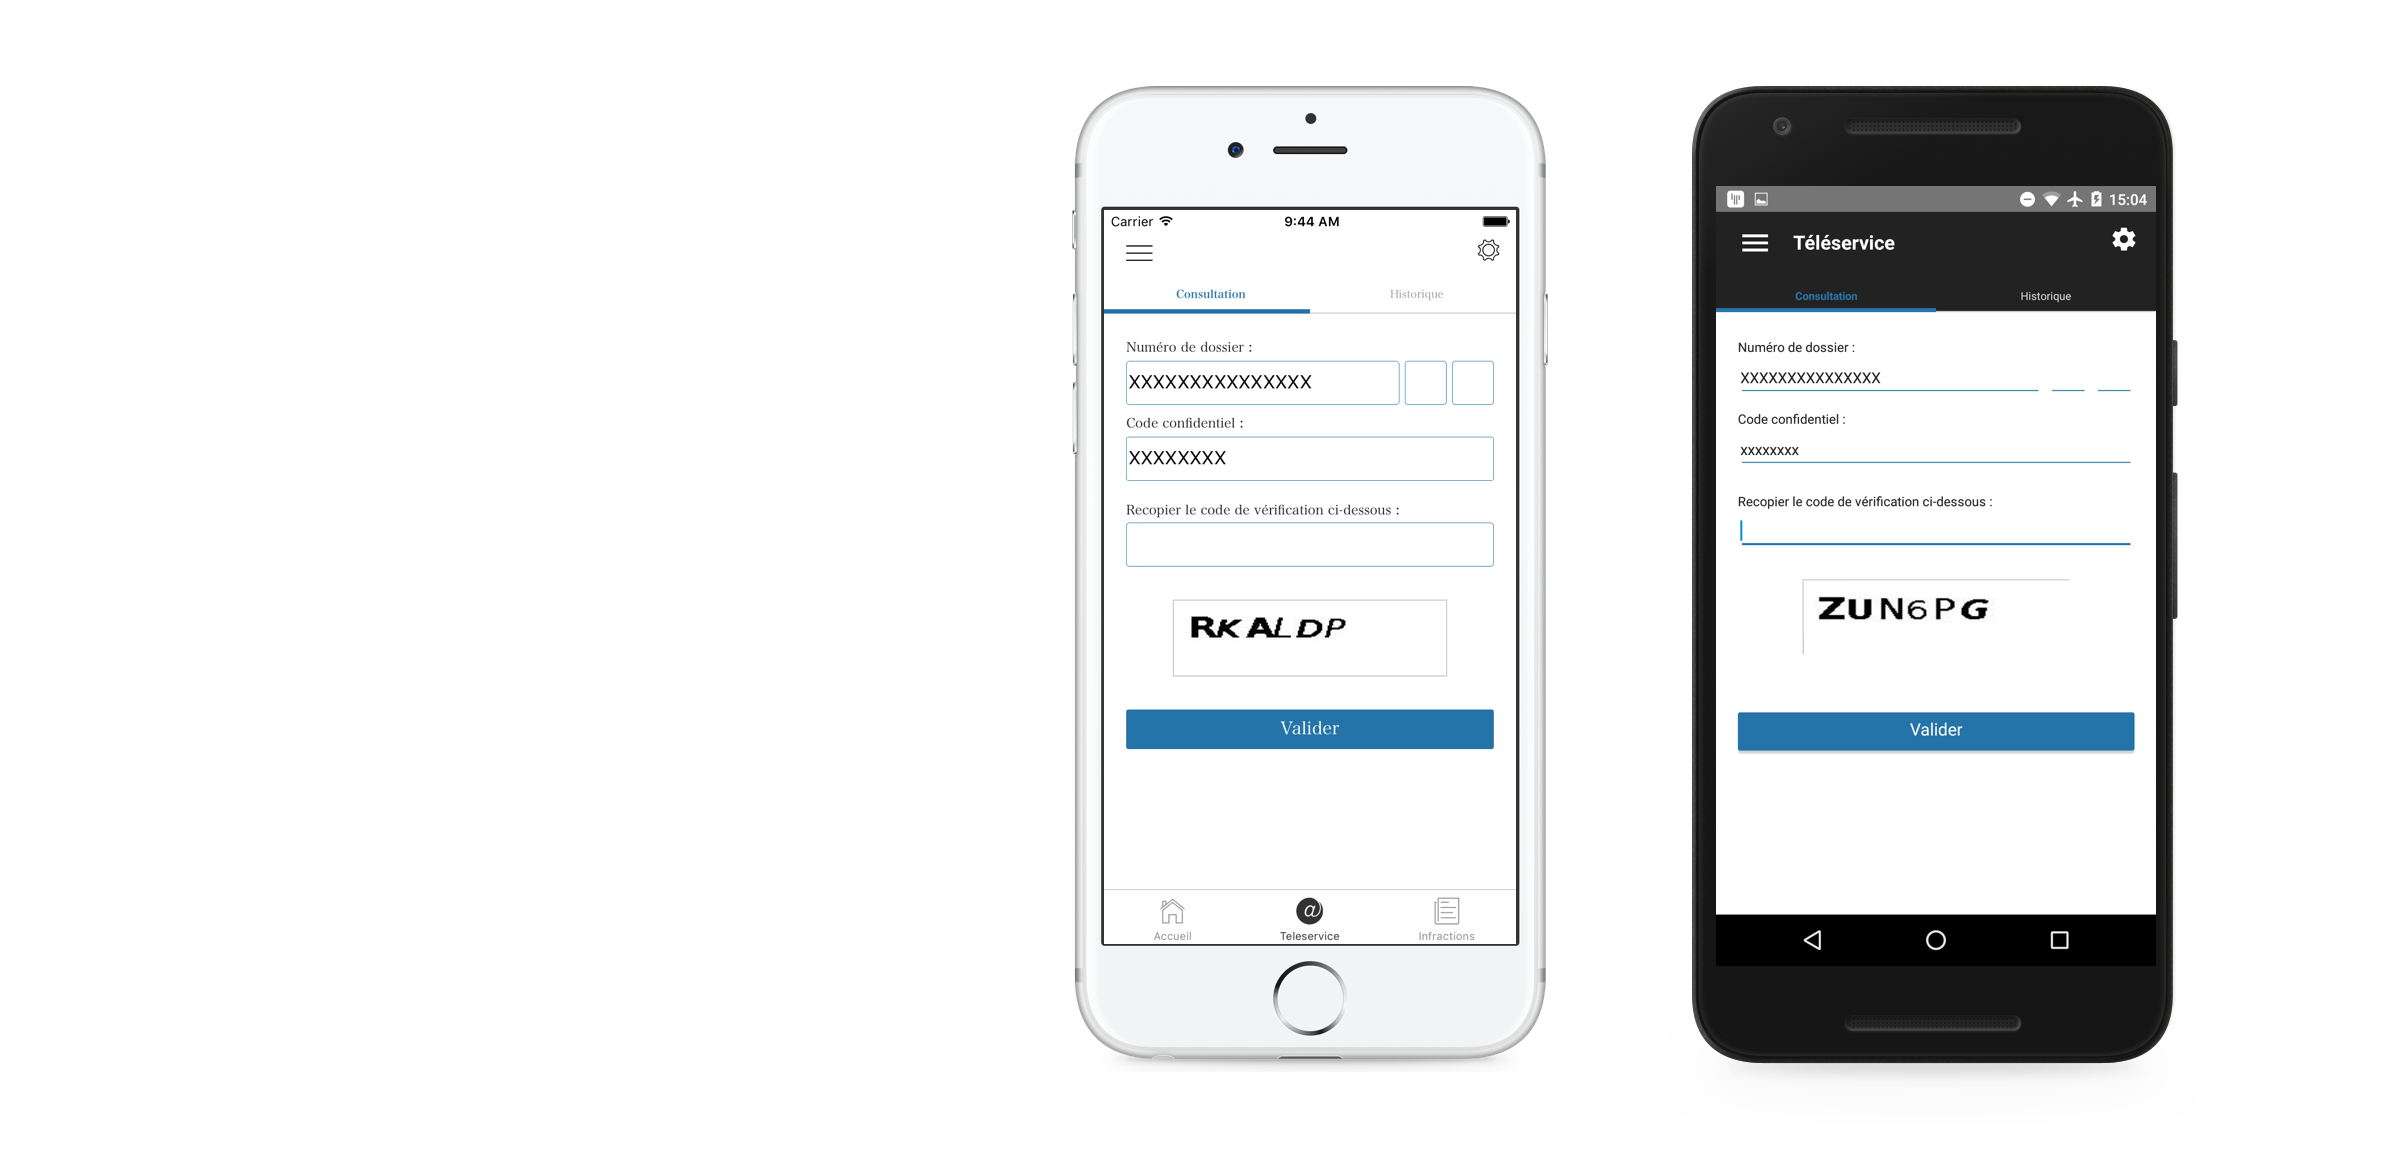 Carrier 9:44 AM
Consultation Historique
Numéro de dossier :
XXXXXXXXXXXXXXX
Code confidentiel :
XXXXXXXX
Recopier le code de vérification ci-dessous :
RKALDP
Valider
@
Accueil Teleservice Infractions
15:04
Téléservice
Consultation Historique
Numéro de dossier :
XXXXXXXXXXXXXXX
Code confidentiel :
XXXXXXXX
Recopier le code de vérification ci-dessous :
ZUN6PG
Valider